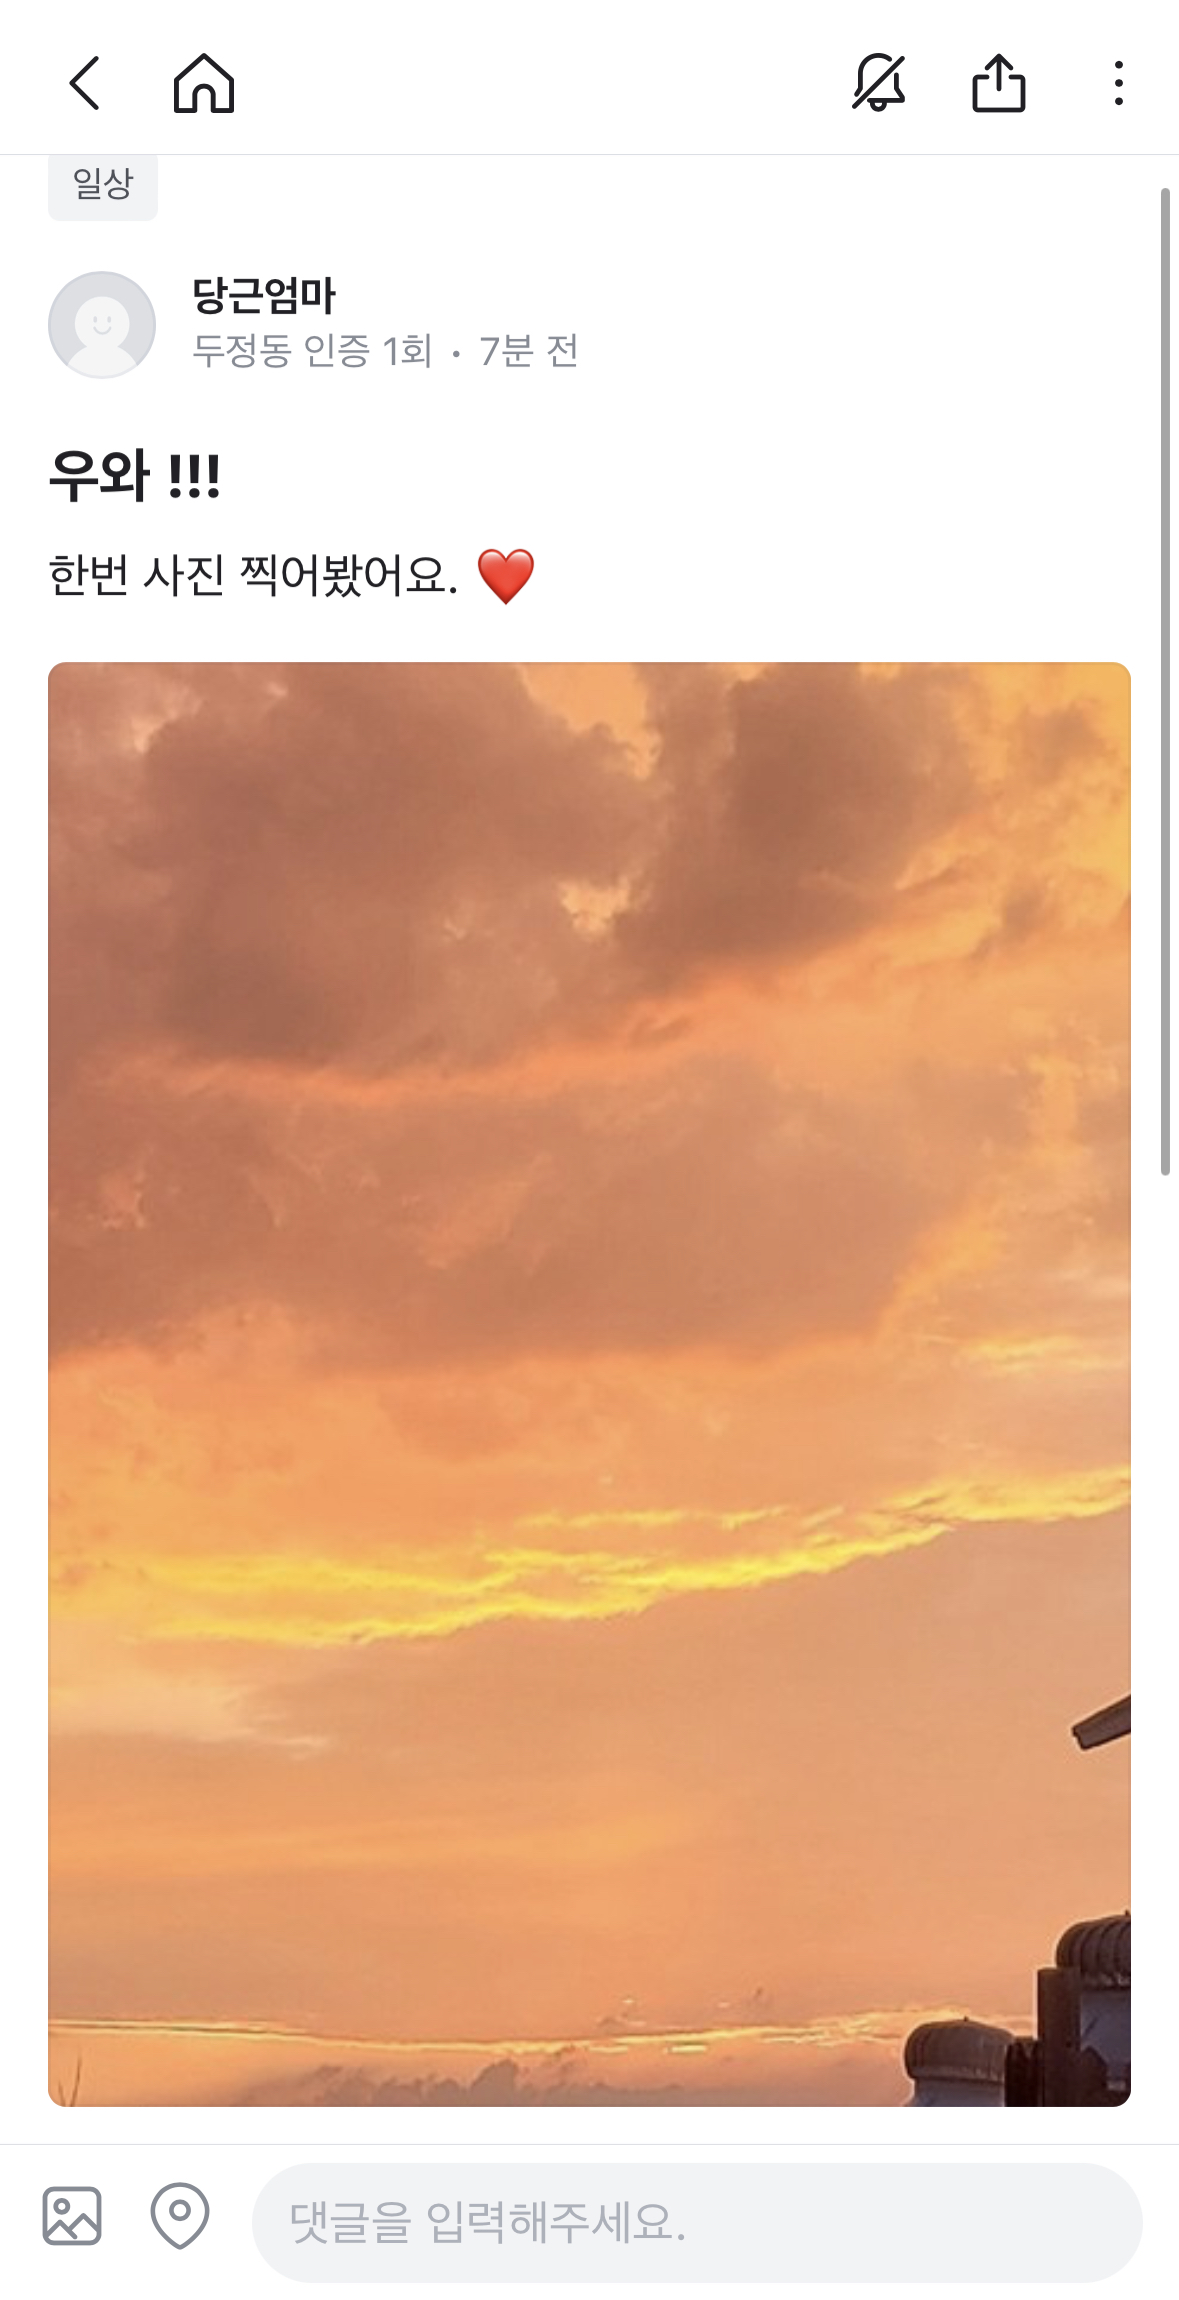 일상
당근엄마
두정동 인증 1회 · 7분 전
우와 !!!
한번 사진 찍어봤어요. ❤️
댓글을 입력해주세요.